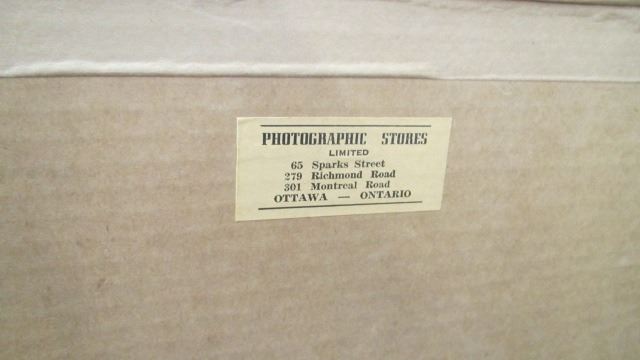 PHOTOGRAPHIC STORES
LIMITED
65 Sparks Street
279 Richmond Road
301 Montreal Road
OTTAWA — ONTARIO